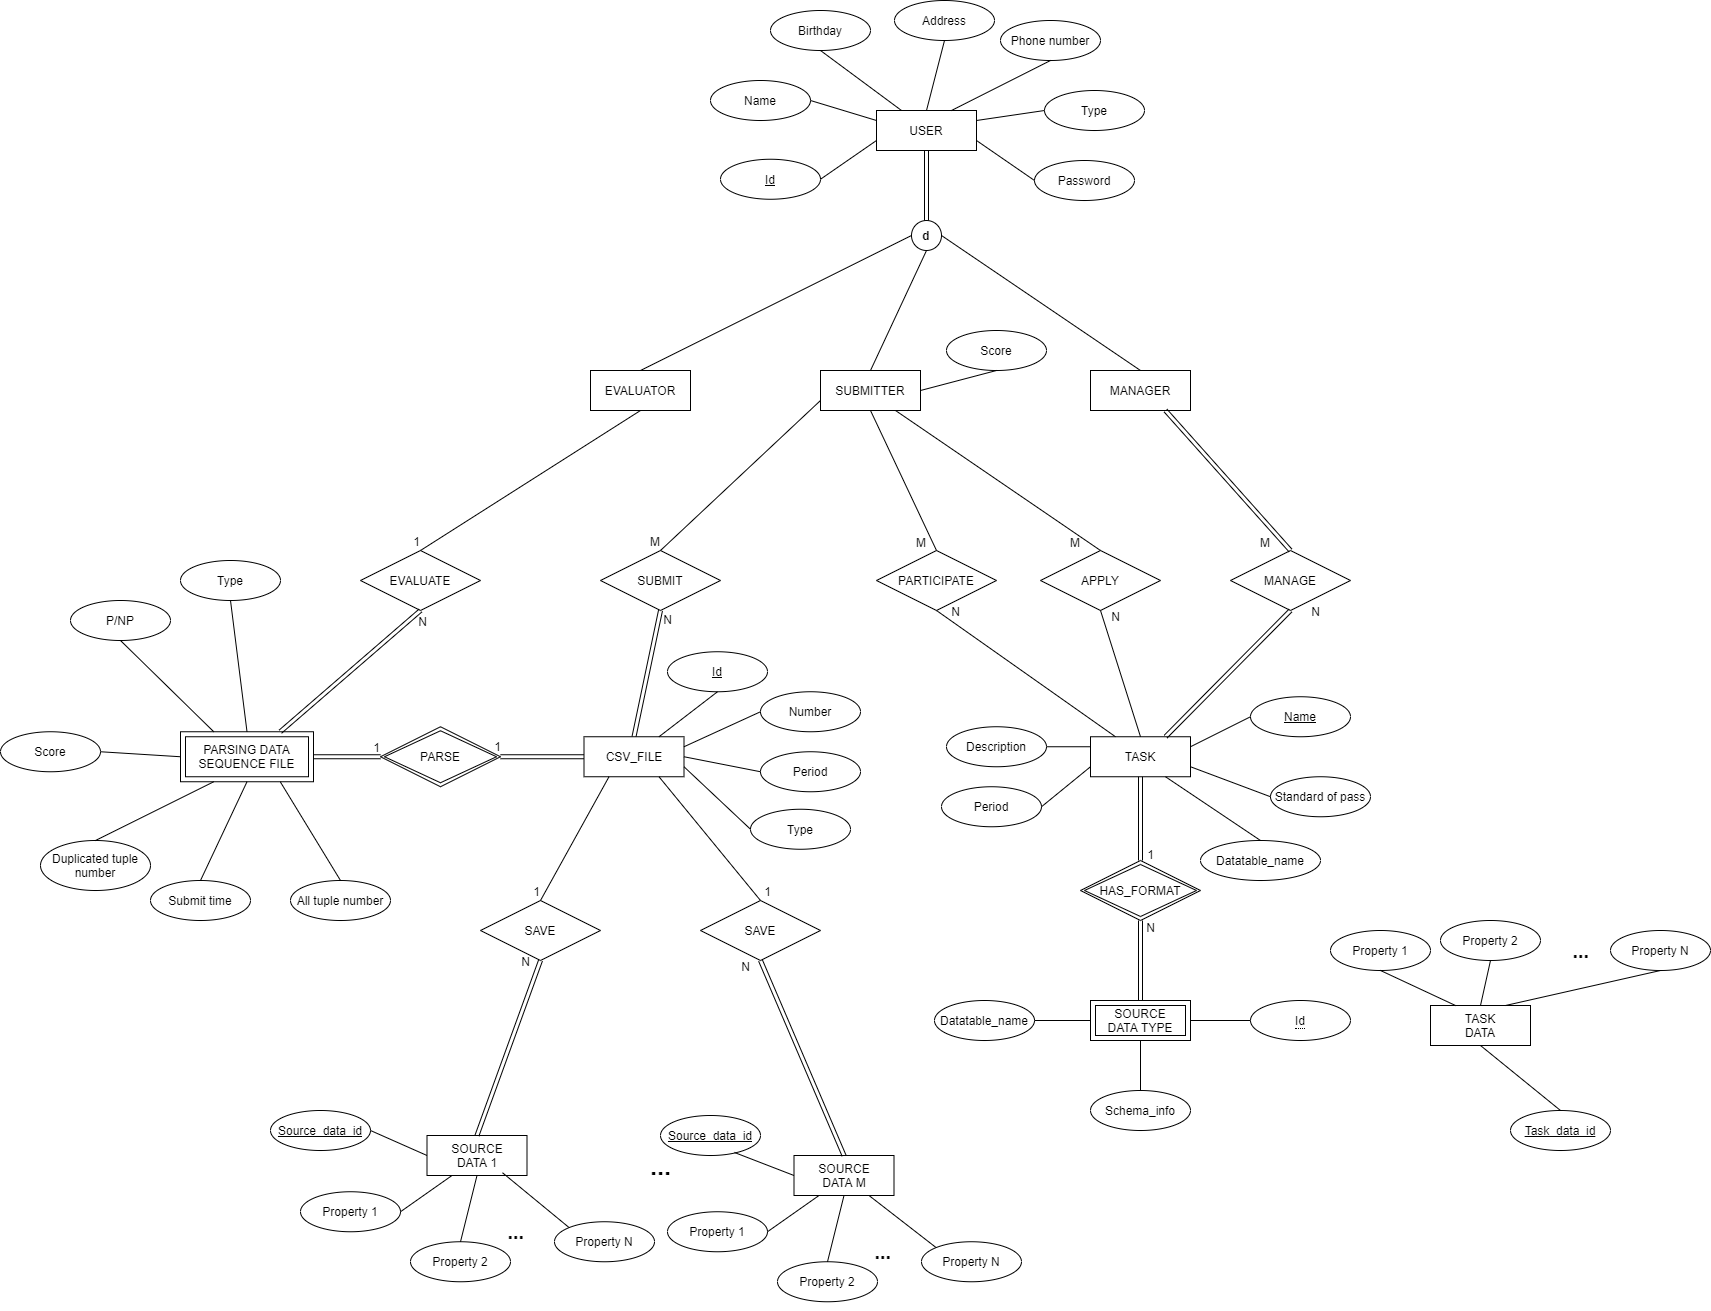 Address
Birthday
Phone number
Name
Type
USER
Id
Password
d
Score
EVALUATOR
SUBMITTER
MANAGER
1
M
M
M
M
EVALUATE
SUBMIT
PARTICIPATE
APPLY
MANAGE
N
N
N
N
N
Type
P/NP
Id
Number
Name
Score
PARSING DATA
SEQUENCE FILE
1
PARSE
1
CSV_FILE
Period
Type
Description
TASK
Period
Standard of pass
Datatable_name
Duplicated tuple
number
Submit time
All tuple number
1
HAS_FORMAT
N
1
SAVE
N
1
SAVE
N
Property 1
Property 2
...
Property N
TASK
DATA
Task_data_id
Datatable_name
SOURCE
DATA TYPE
Id
Schema_info
Source_data_id
SOURCE
DATA 1
Property 1
Property 2
...
Property N
...
Source_data_id
SOURCE
DATA M
Property 1
Property 2
...
Property N